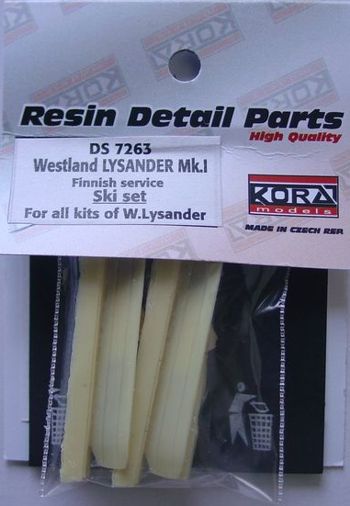 Resin Detail Parts
High Quality
DS 7263
Westland LYSANDER Mk.I
Finnish service
Ski set
For all kits of W.Lysander
KORA
models
MADE IN CZECH REP.